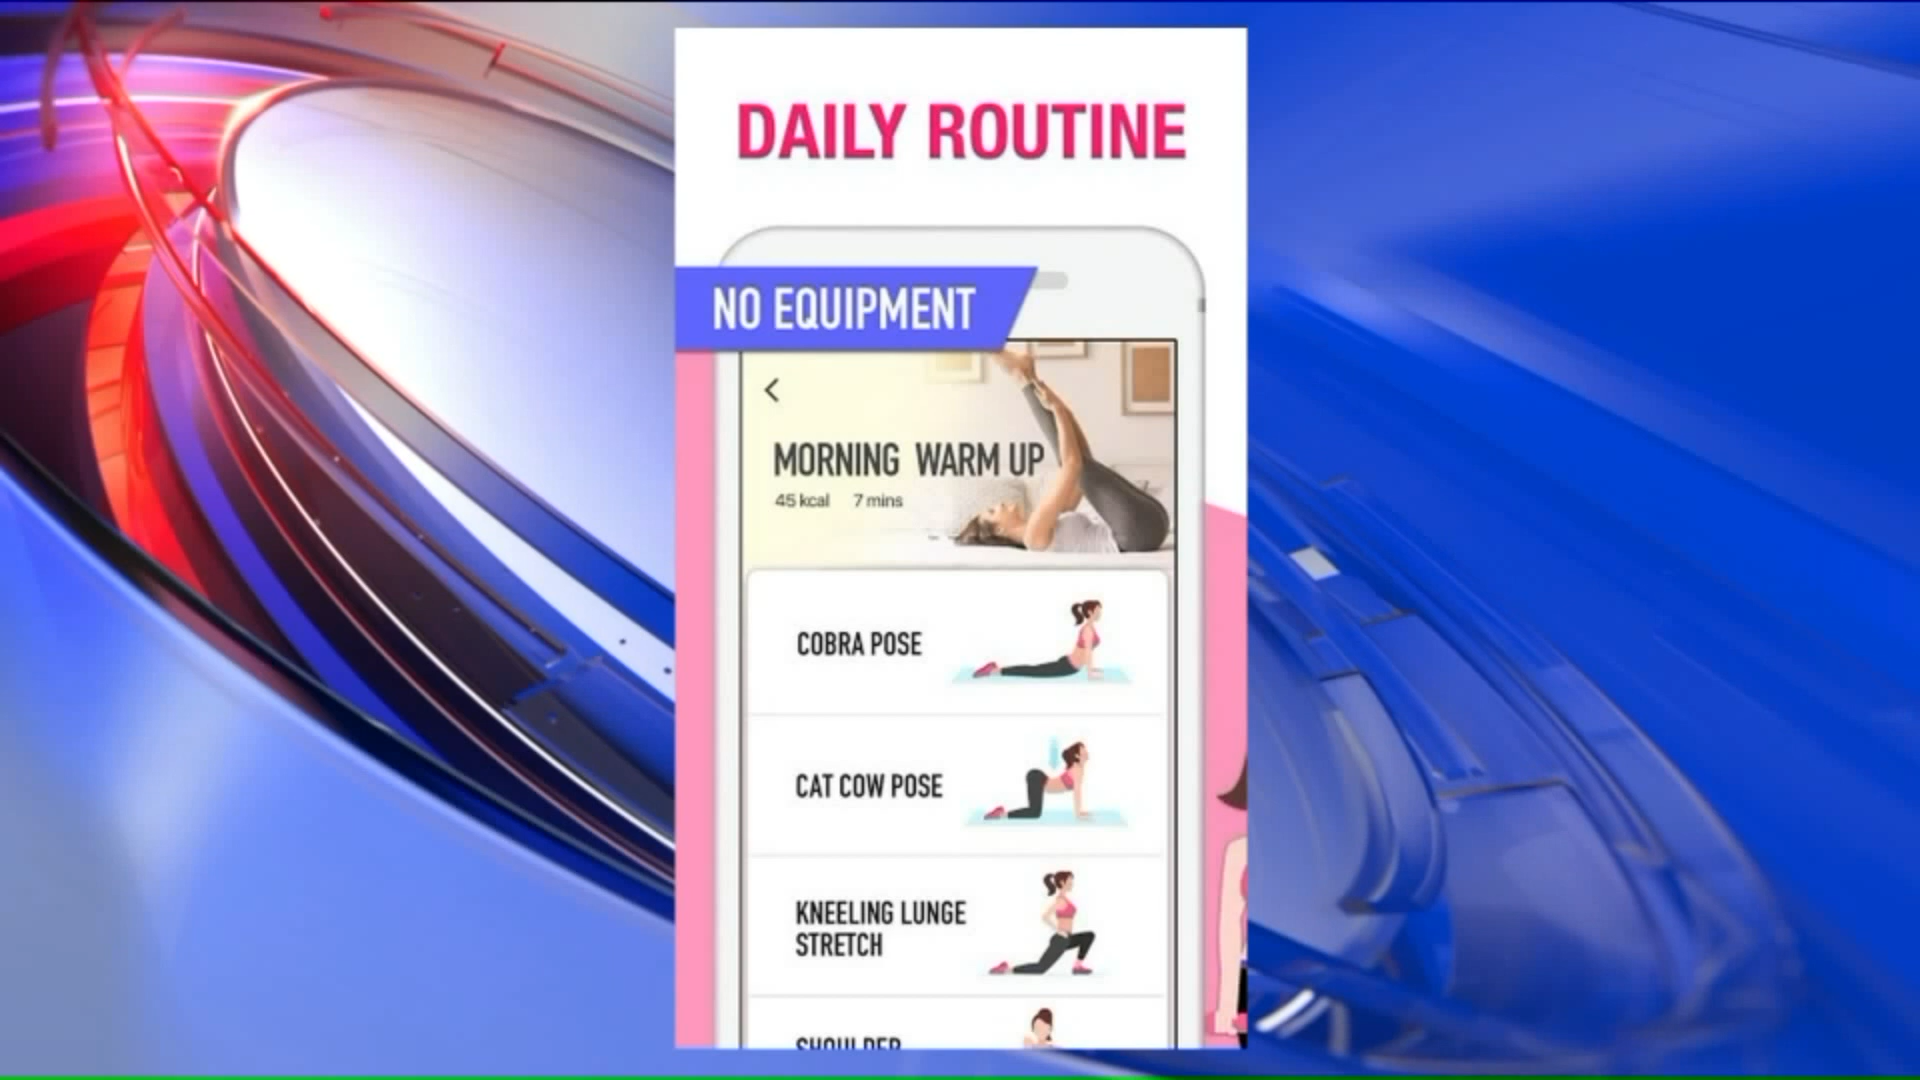 DAILY ROUTINE
NO EQUIPMENT
MORNING WARM UP
45 kcal 7 mins
COBRA POSE
CAT COW POSE
KNEELING LUNGE
STRETCH
SHOULDER